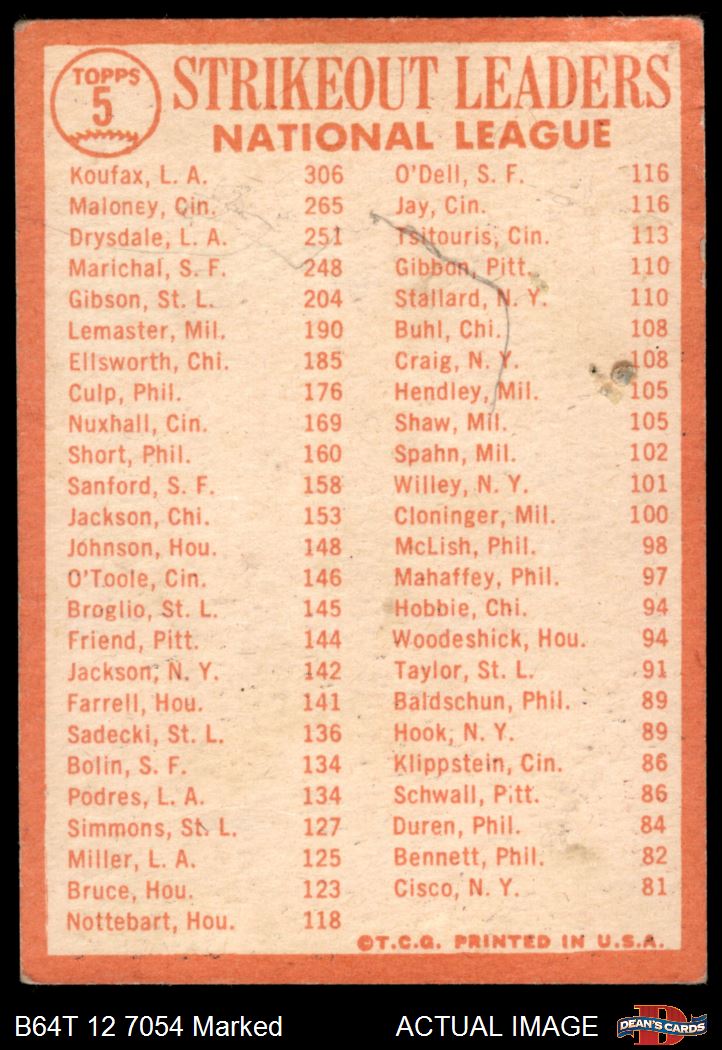 TOPPS
5
STRIKEOUT LEADERS
NATIONAL LEAGUE
Koufax, L. A. 306
Maloney, Cin. 265
Drysdale, L. A. 251
Marichal, S. F. 248
Gibson, St. L. 204
Lemaster, Mil. 190
Ellsworth, Chi. 185
Culp, Phil. 176
Nuxhall, Cin. 169
Short, Phil. 160
Sanford, S. F. 158
Jackson, Chi. 153
Johnson, Hou. 148
O'Toole, Cin. 146
Broglio, St. L. 145
Friend, Pitt. 144
Jackson, N. Y. 142
Farrell, Hou. 141
Sadecki, St. L. 136
Bolin, S. F. 134
Podres, L. A. 134
Simmons, St. L. 127
Miller, L. A. 125
Bruce, Hou. 123
Nottebart, Hou. 118
O'Dell, S. F. 116
Jay, Cin. 116
Tsitouris, Cin. 113
Gibbon, Pitt. 110
Stallard, N. Y. 110
Buhl, Chi. 108
Craig, N. Y. 108
Hendley, Mil. 105
Shaw, Mil. 105
Spahn, Mil. 102
Willey, N. Y. 101
Cloninger, Mil. 100
McLish, Phil. 98
Mahaffey, Phil. 97
Hobbie, Chi. 94
Woodeshick, Hou. 94
Taylor, St. L. 91
Baldschun, Phil. 89
Hook, N. Y. 89
Klippstein, Cin. 86
Schwall, Pitt. 86
Duren, Phil. 84
Bennett, Phil. 82
Cisco, N. Y. 81
©T.C.G. PRINTED IN U.S.A.
B64T 12 7054 Marked
ACTUAL IMAGE
D
DEAN'S CARDS